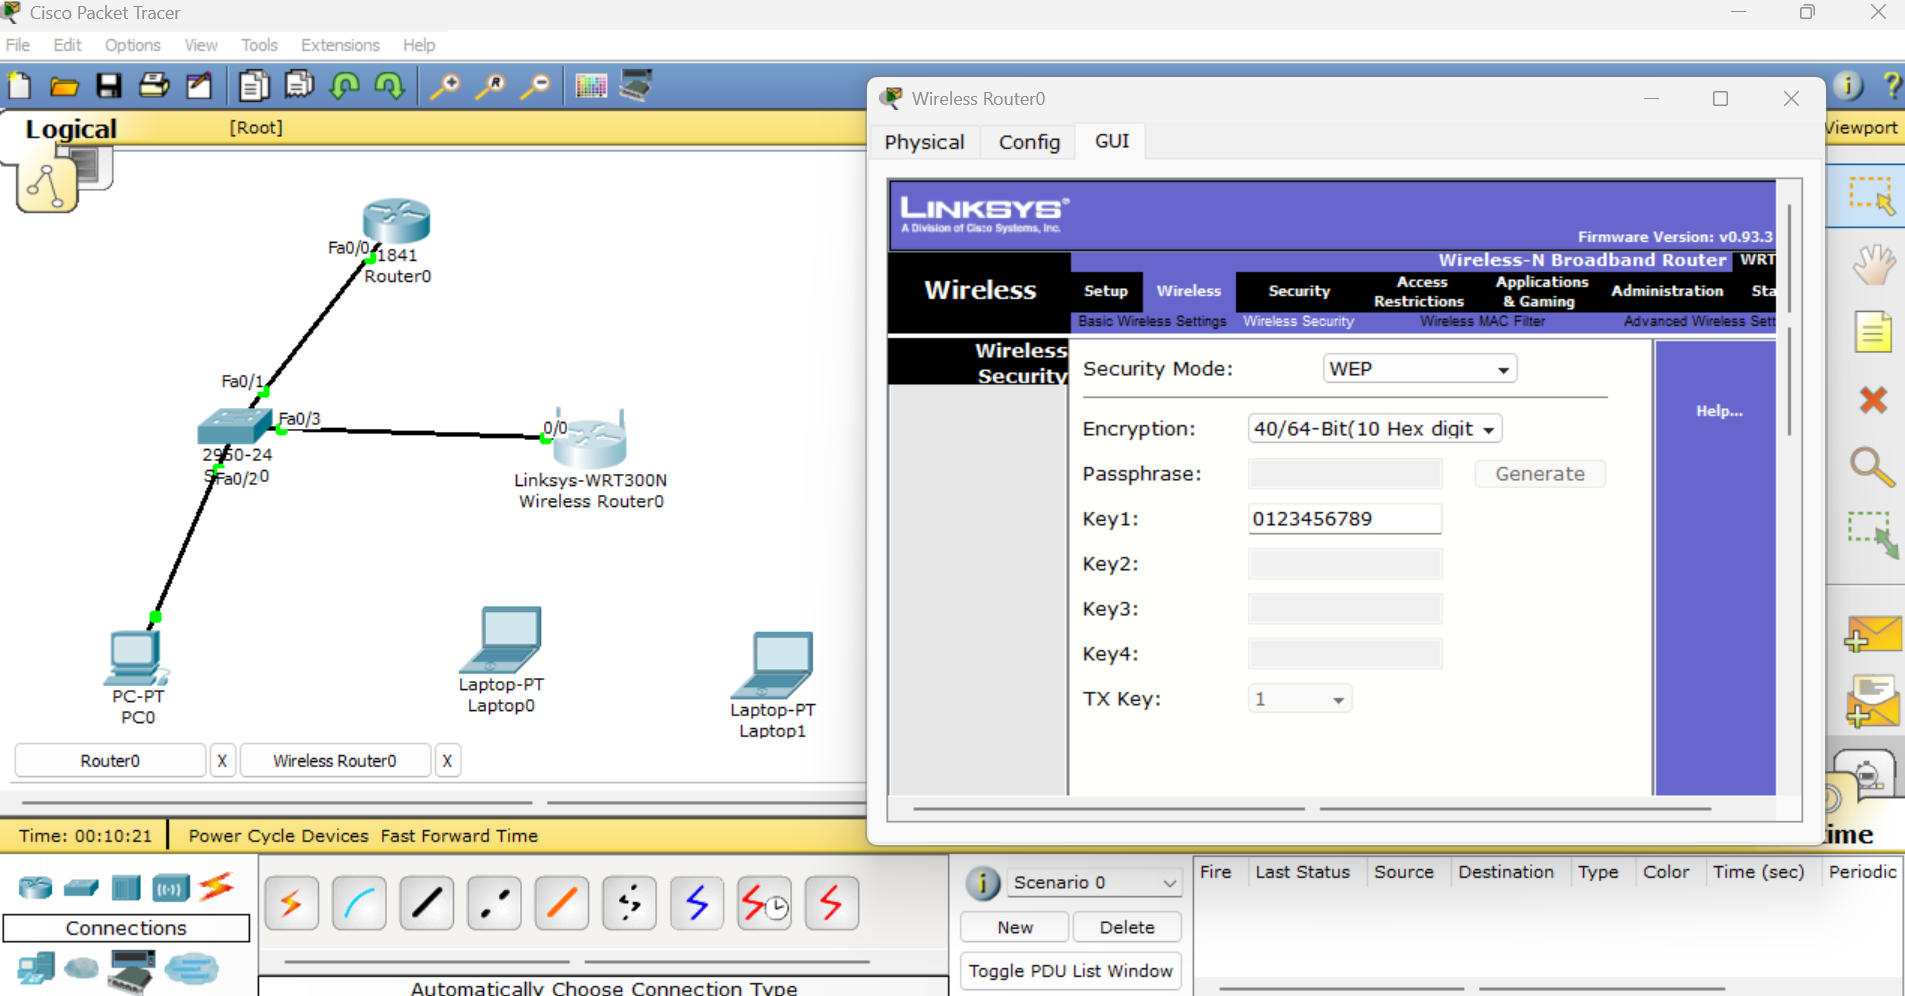 Cisco Packet Tracer
File Edit Options View Tools Extensions Help
Logical [Root] Viewport
Fa0/0
1841
Router0
Fa0/1
Fa0/3
2950-24
Fa0/2
0/0
Linksys-WRT300N
Wireless Router0
PC-PT
PC0
Laptop-PT
Laptop0
Laptop-PT
Laptop1
Router0 X Wireless Router0 X
Wireless Router0
Physical Config GUI
LINKSYS®
A Division of Cisco Systems, Inc.
Firmware Version: v0.93.3
Wireless-N Broadband Router WRT
Wireless
Setup Wireless Security Access Restrictions Applications & Gaming Administration Sta
Basic Wireless Settings Wireless Security Wireless MAC Filter Advanced Wireless Sett
Wireless
Security
Security Mode: WEP
Help...
Encryption: 40/64-Bit(10 Hex digit
Passphrase: Generate
Key1: 0123456789
Key2:
Key3:
Key4:
TX Key: 1
Time: 00:10:21 Power Cycle Devices Fast Forward Time
ime
Connections
Automatically Choose Connection Type
Scenario 0
New Delete
Toggle PDU List Window
Fire Last Status Source Destination Type Color Time (sec) Periodic